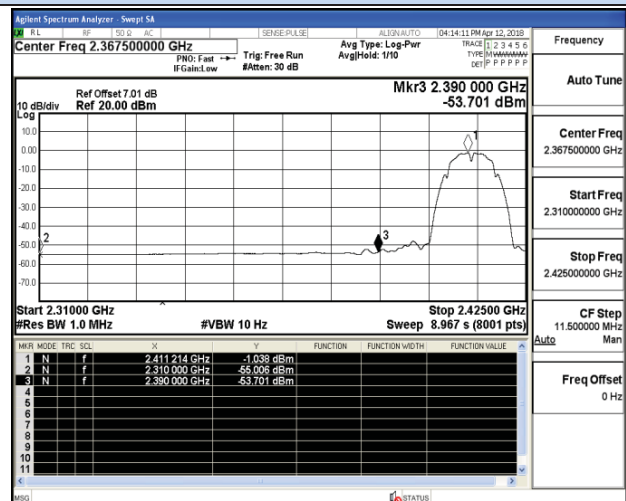 Agilent Spectrum Analyzer - Swept SA
RL RF 50 Ω AC SENSE:PULSE ALIGN AUTO 04:14:11 PM Apr 12, 2018
Center Freq 2.367500000 GHz
PNO: Fast
IFGain:Low
Trig: Free Run
#Atten: 30 dB
Avg Type: Log-Pwr
Avg|Hold: 1/10
TRACE 1 2 3 4 5 6
TYPE M W W W W W
DET P P P P P P
Ref Offset 7.01 dB
10 dB/div Ref 20.00 dBm
Log
Mkr3 2.390 00 GHz
-53.701 dBm
10.0
0.00
-10.0
-20.0
-30.0
-40.0
-50.0
-60.0
-70.0
1
2
3
Start 2.31000 GHz Stop 2.42500 GHz
#Res BW 1.0 MHz #VBW 10 Hz Sweep 8.967 s (8001 pts)
MKR MODE TRC SCL X Y FUNCTION FUNCTION WIDTH FUNCTION VALUE
1 N f 2.411 214 GHz -1.038 dBm
2 N f 2.310 000 GHz -55.006 dBm
3 N f 2.390 000 GHz -53.701 dBm
4
5
6
7
8
9
10
11
MSG STATUS
Frequency
Auto Tune
Center Freq
2.367500000 GHz
Start Freq
2.310000000 GHz
Stop Freq
2.425000000 GHz
CF Step
11.500000 MHz
Auto Man
Freq Offset
0 Hz